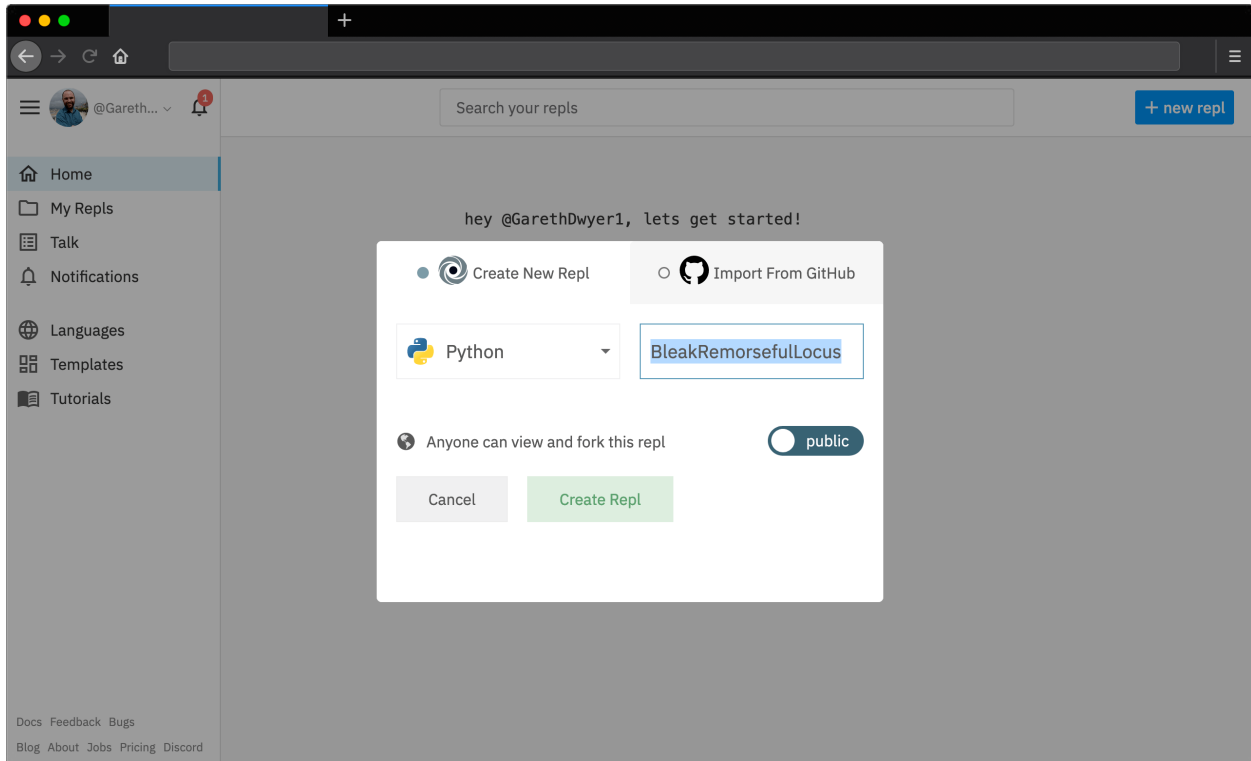 @Gareth...
1
Search your repls
+ new repl
Home
My Repls
Talk
Notifications
Languages
Templates
Tutorials
hey @GarethDwyer1, lets get started!
Create New Repl
Import From GitHub
Python
BleakRemorsefulLocus
Anyone can view and fork this repl
public
Cancel
Create Repl
Docs Feedback Bugs
Blog About Jobs Pricing Discord